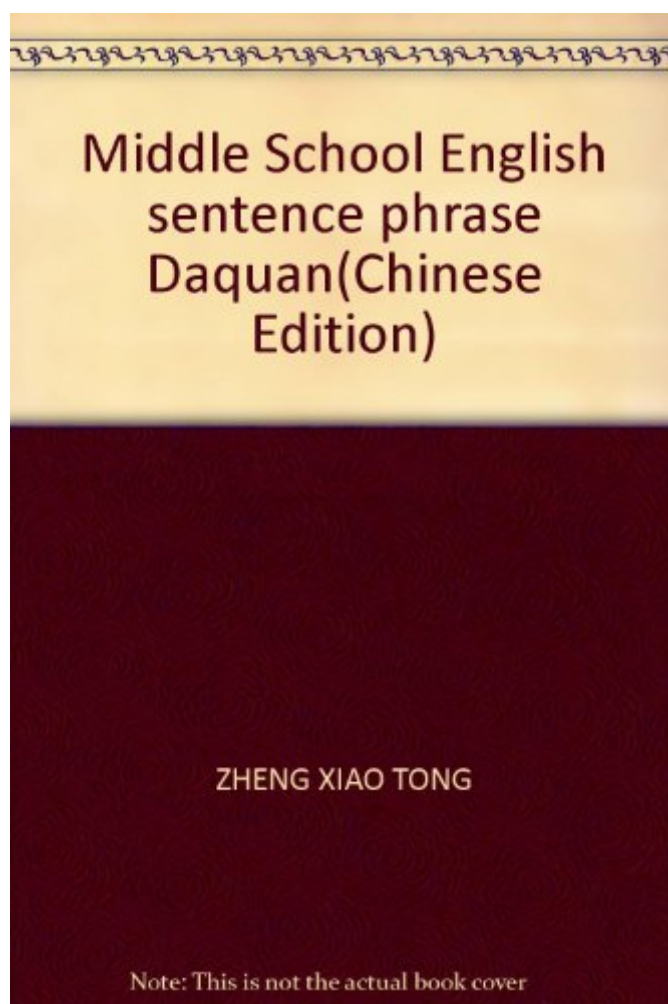 Middle School English
sentence phrase
Daquan(Chinese
Edition)
ZHENG XIAO TONG
Note: This is not the actual book cover